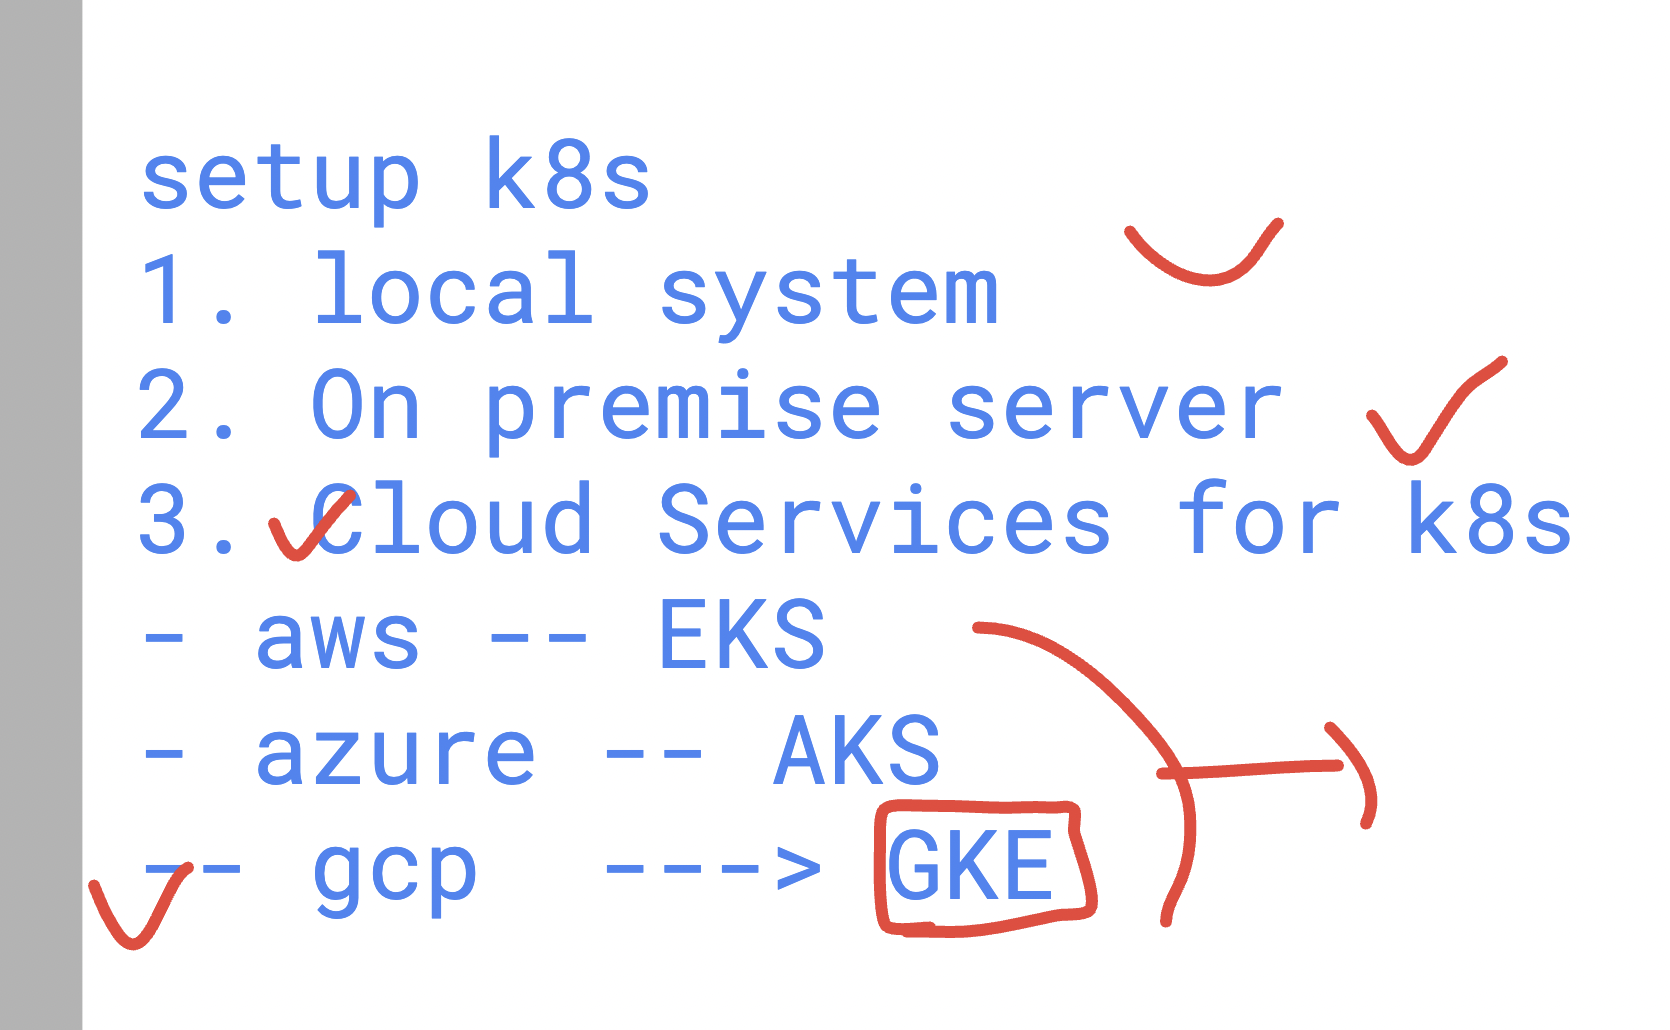 setup k8s
1. local system
2. On premise server
3. Cloud Services for k8s
- aws -- EKS
- azure -- AKS
-- gcp  ---> GKE